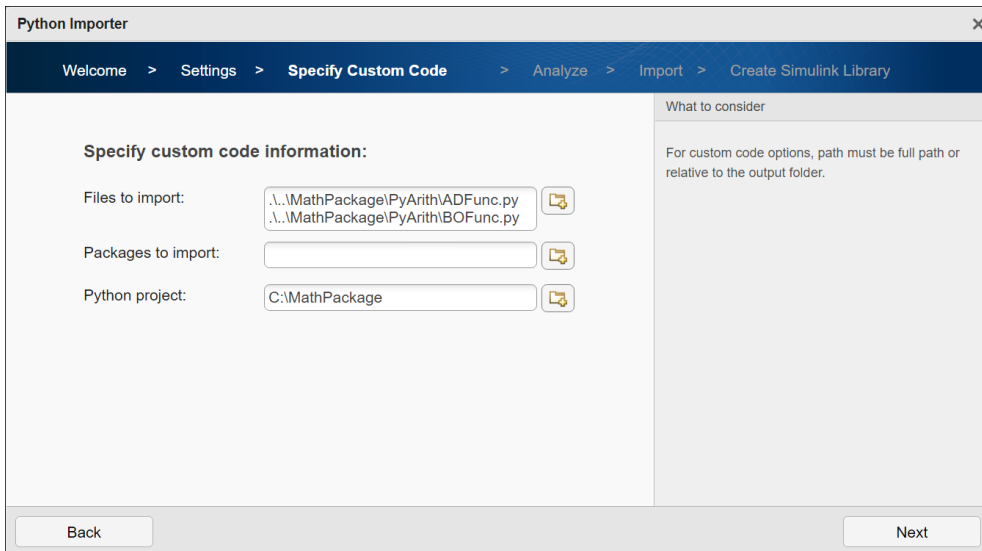 Python Importer
Welcome > Settings > Specify Custom Code > Analyze > Import > Create Simulink Library
What to consider
For custom code options, path must be full path or
relative to the output folder.
Specify custom code information:
Files to import:
.\..\MathPackage\PyArith\ADFunc.py
.\..\MathPackage\PyArith\BOFunc.py
Packages to import:
Python project:
C:\MathPackage
Back
Next